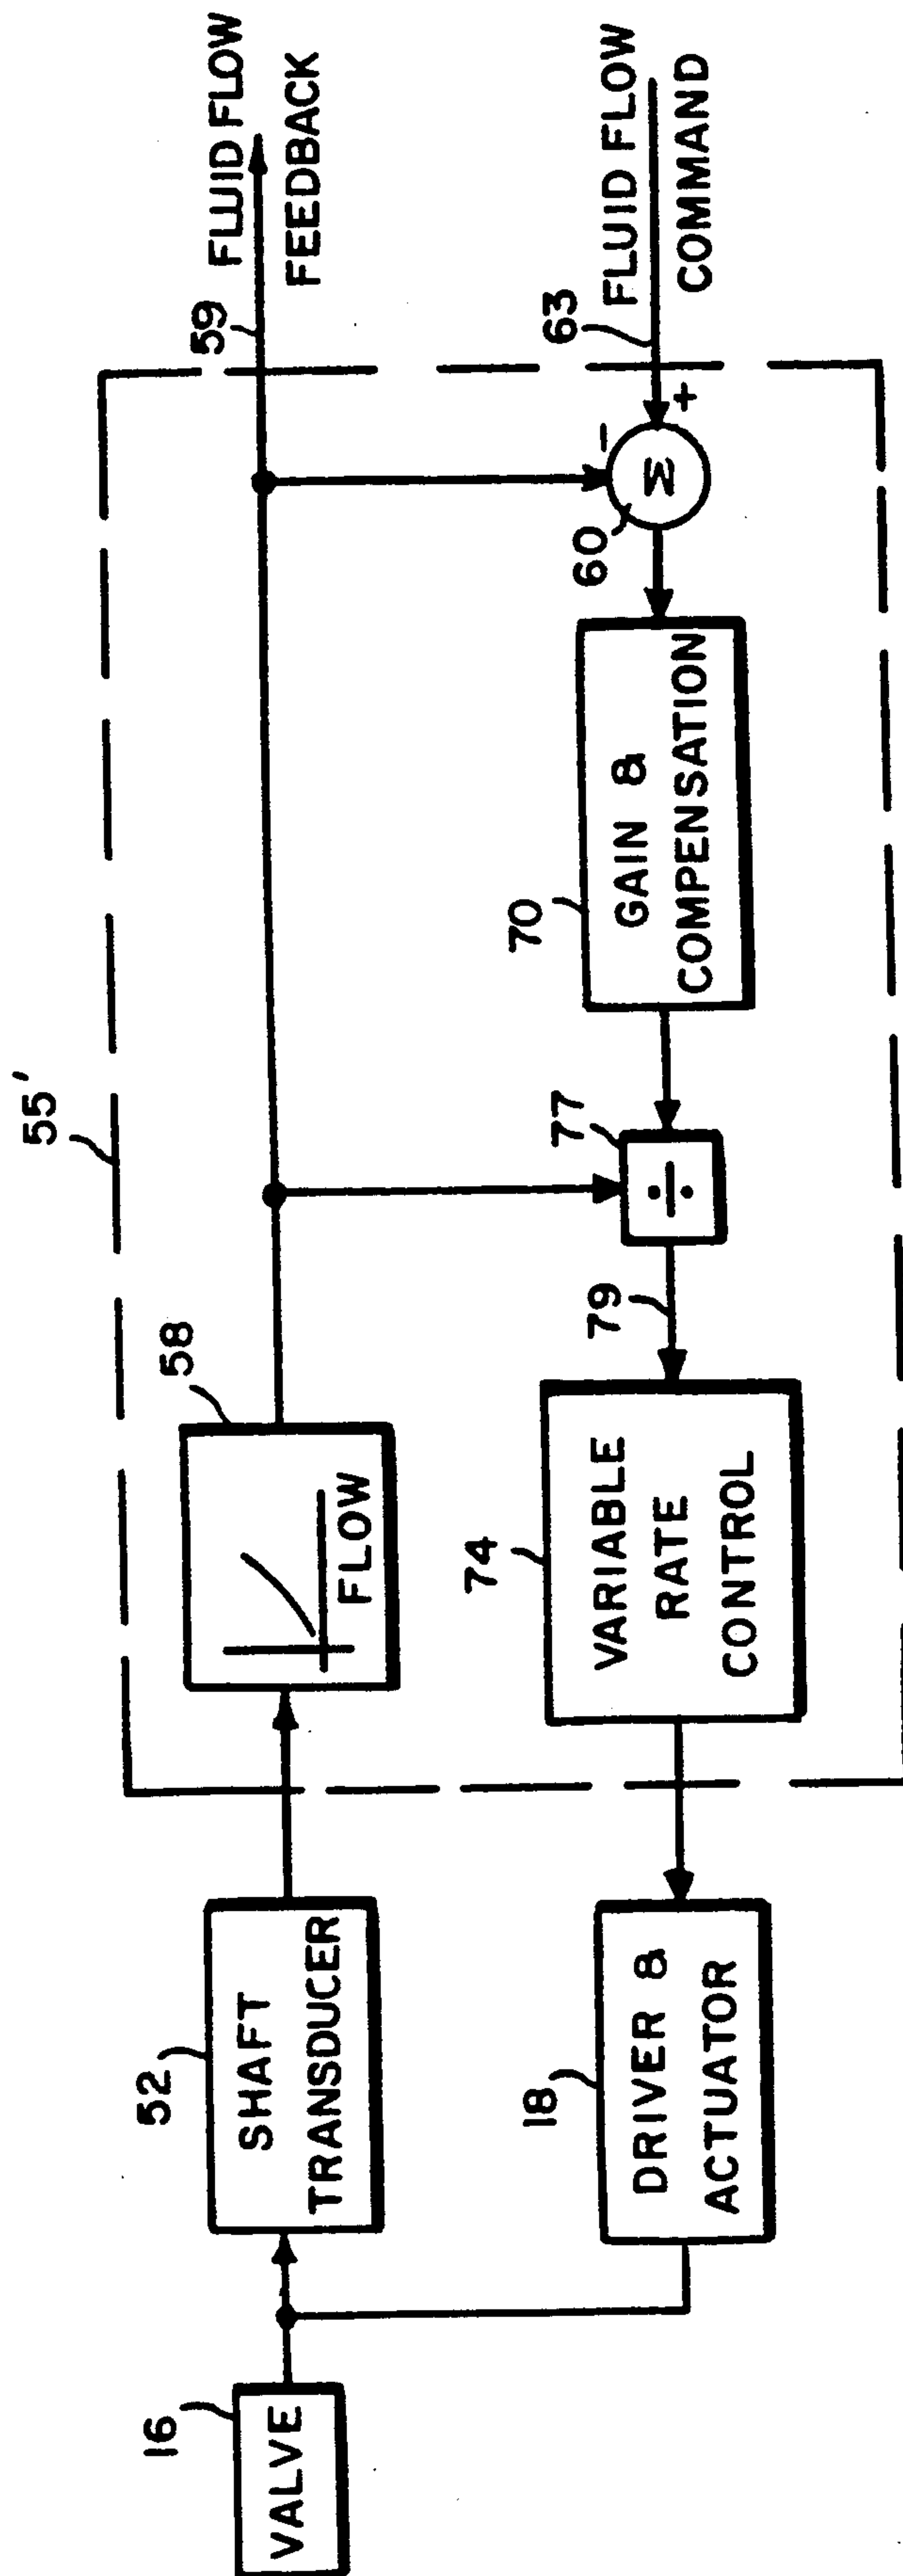 55'
16
VALVE
52
SHAFT
TRANSDUCER
58
FLOW
59
FLUID FLOW
FEEDBACK
18
DRIVER &
ACTUATOR
74
VARIABLE
RATE
CONTROL
79
77
÷
70
GAIN &
COMPENSATION
60
Σ
-
+
63
FLUID FLOW
COMMAND